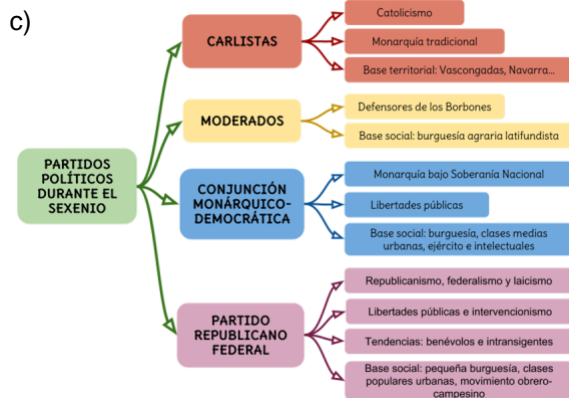 c)
PARTIDOS
POLÍTICOS
DURANTE EL
SEXENIO
CARLISTAS
Catolicismo
Monarquía tradicional
Base territorial: Vascongadas, Navarra...
MODERADOS
Defensores de los Borbones
Base social: burguesía agraria latifundista
CONJUNCIÓN
MONÁRQUICO-
DEMOCRÁTICA
Monarquía bajo Soberanía Nacional
Libertades públicas
Base social: burguesía, clases medias
urbanas, ejército e intelectuales
PARTIDO
REPUBLICANO
FEDERAL
Republicanismo, federalismo y laicismo
Libertades públicas e intervencionismo
Tendencias: benévolos e intransigentes
Base social: pequeña burguesía, clases
populares urbanas, movimiento obrero-
campesino